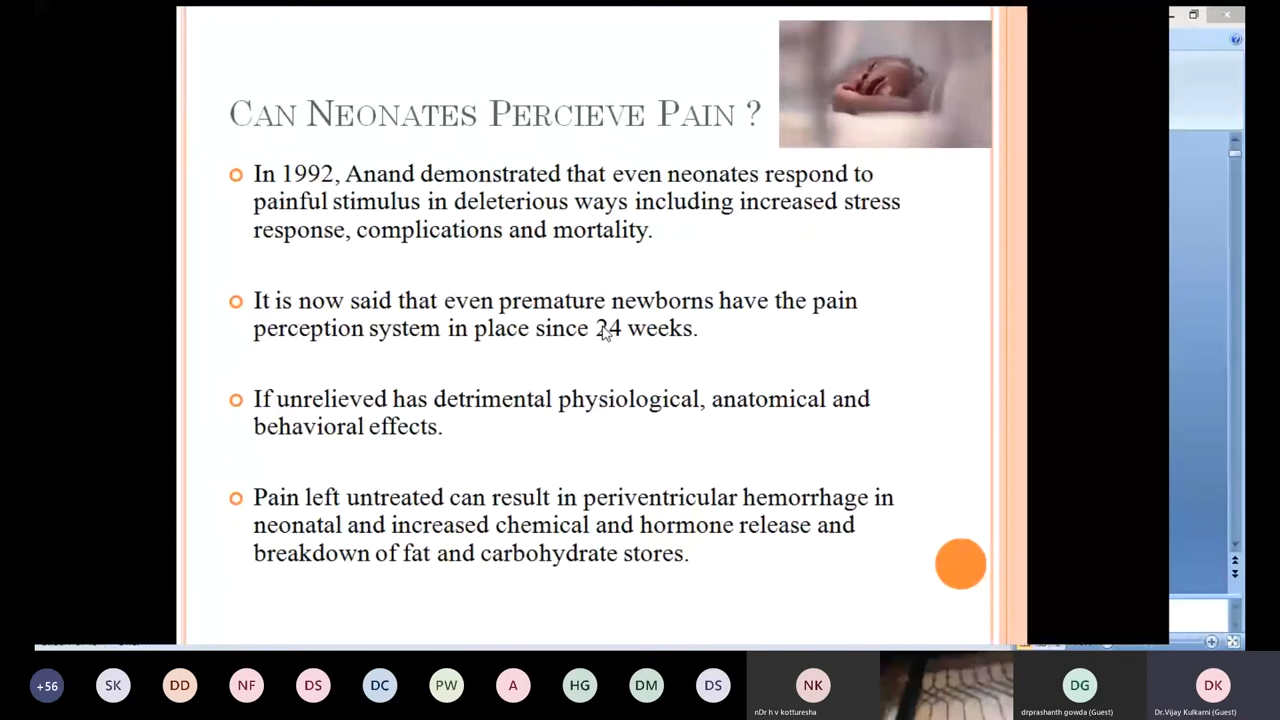 CAN NEONATES PERCIEVE PAIN ?
In 1992, Anand demonstrated that even neonates respond to
painful stimulus in deleterious ways including increased stress
response, complications and mortality.
It is now said that even premature newborns have the pain
perception system in place since 24 weeks.
If unrelieved has detrimental physiological, anatomical and
behavioral effects.
Pain left untreated can result in periventricular hemorrhage in
neonatal and increased chemical and hormone release and
breakdown of fat and carbohydrate stores.
+56 SK DD NF DS DC PW A HG DM DS NK DG DK
nDr h v kotturesha drprashanth gowda (Guest) Dr.Vijay Kulkarni (Guest)